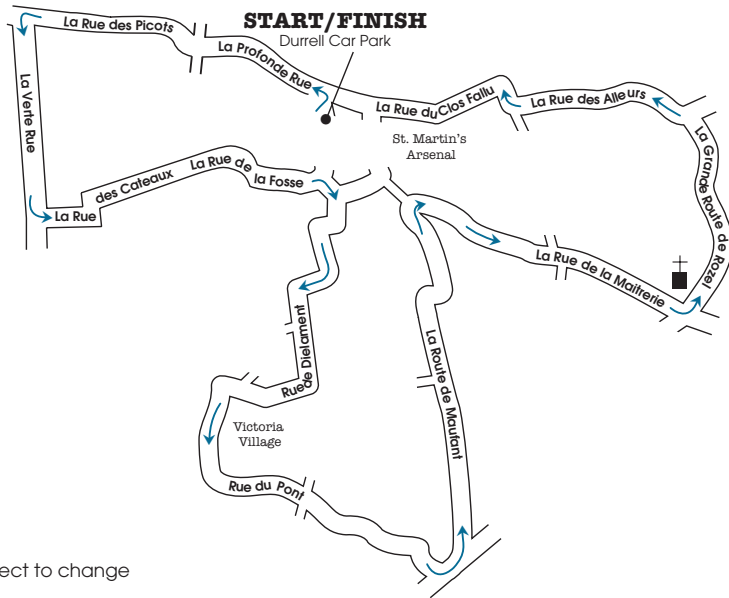 START/FINISH
Durrell Car Park
La Rue des Picots
La Profonde Rue
La Rue du Clos Fallu
La Rue des Alleurs
La Verte Rue
St. Martin's
Arsenal
La Grande Route de Rozel
La Rue des Cateaux
La Rue de la Fosse
La Rue de la Maitrerie
Rue de Dielament
La Route de Maufant
Victoria
Village
Rue du Pont
ect to change